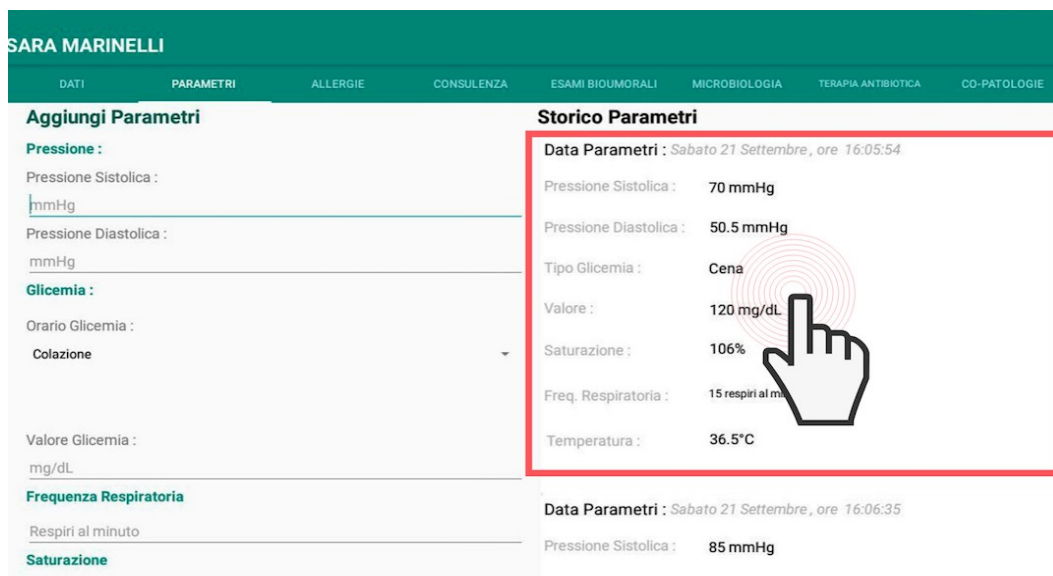 SARA MARINELLI
DATI PARAMETRI ALLERGIE CONSULENZA ESAMI BIOUMORALI MICROBIOLOGIA TERAPIA ANTIBIOTICA CO-PATOLOGIE
Aggiungi Parametri
Pressione :
Pressione Sistolica :
mmHg
Pressione Diastolica :
mmHg
Glicemia :
Orario Glicemia :
Colazione
Valore Glicemia :
mg/dL
Frequenza Respiratoria
Respiri al minuto
Saturazione
Storico Parametri
Data Parametri : Sabato 21 Settembre , ore 16:05:54
Pressione Sistolica : 70 mmHg
Pressione Diastolica : 50.5 mmHg
Tipo Glicemia : Cena
Valore : 120 mg/dL
Saturazione : 106%
Freq. Respiratoria : 15 respiri al
Temperatura : 36.5°C
Data Parametri : Sabato 21 Settembre , ore 16:06:35
Pressione Sistolica : 85 mmHg